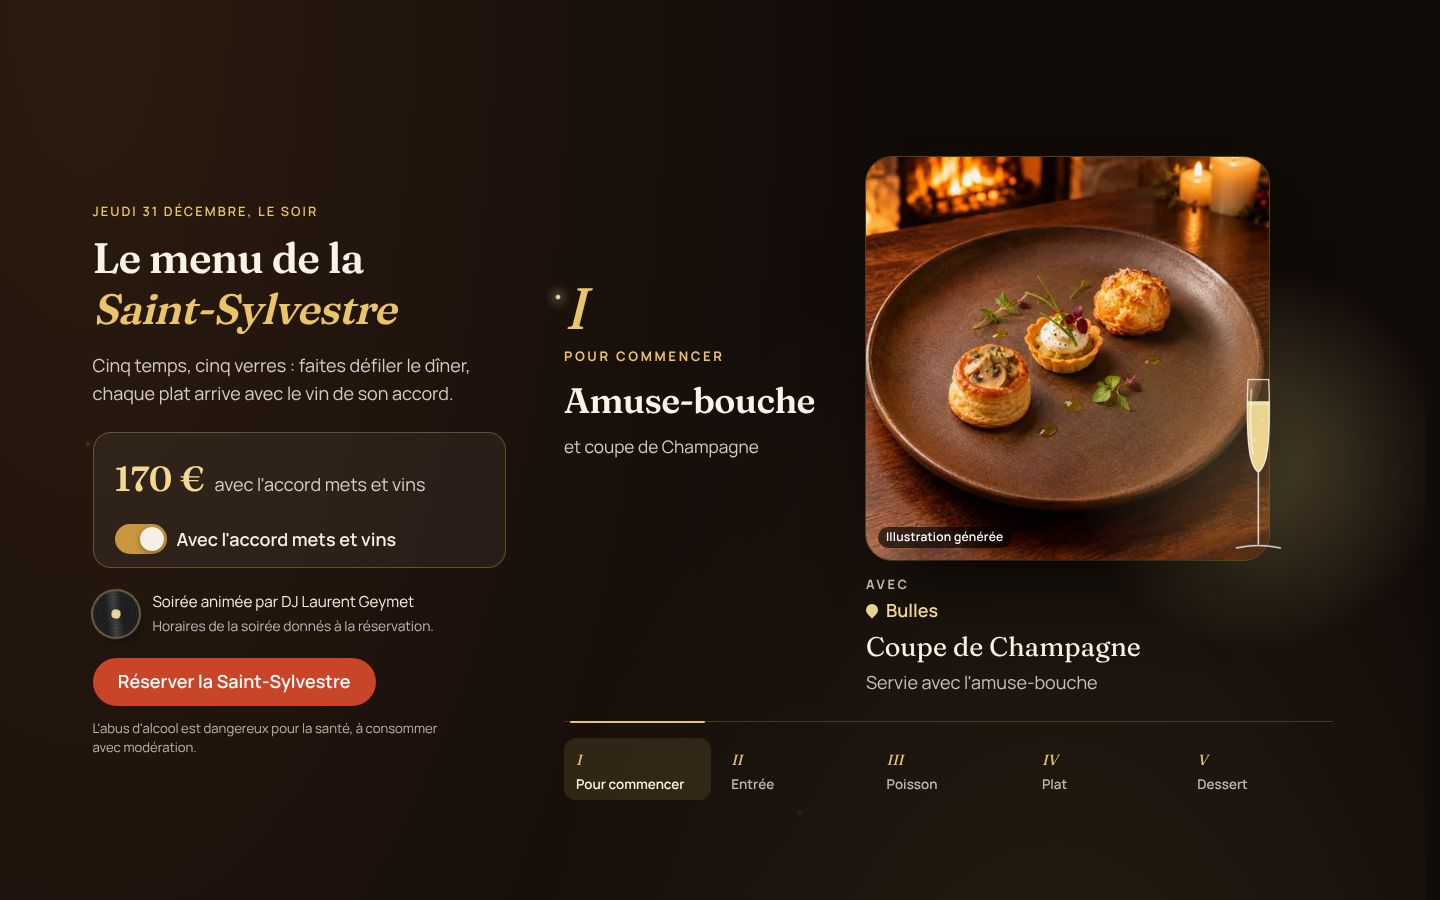 JEUDI 31 DÉCEMBRE, LE SOIR
Le menu de la
Saint-Sylvestre
Cinq temps, cinq verres : faites défiler le dîner,
chaque plat arrive avec le vin de son accord.
170 € avec l'accord mets et vins
Avec l'accord mets et vins
Soirée animée par DJ Laurent Geymet
Horaires de la soirée donnés à la réservation.
Réserver la Saint-Sylvestre
L'abus d'alcool est dangereux pour la santé, à consommer
avec modération.
I
POUR COMMENCER
Amuse-bouche
et coupe de Champagne
Illustration générée
AVEC
Bulles
Coupe de Champagne
Servie avec l'amuse-bouche
I
Pour commencer
II
Entrée
III
Poisson
IV
Plat
V
Dessert